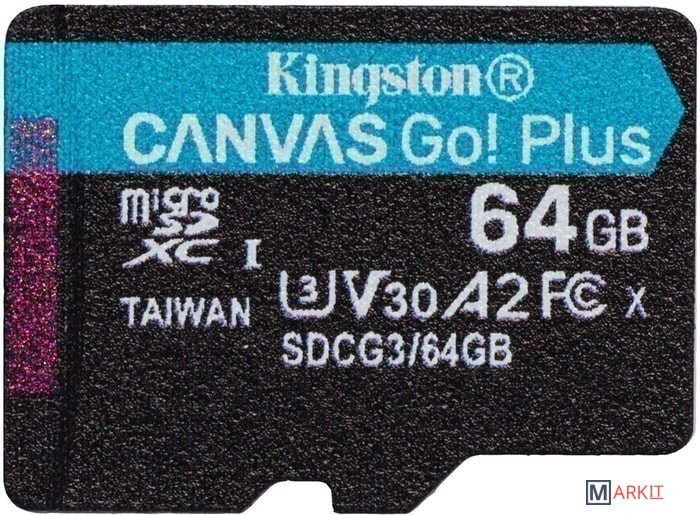 Kingston®
CANVAS Go! Plus
micro SD XC I
64GB
TAIWAN
U3 V30 A2 FC X
SDCG3/64GB
MARKIT